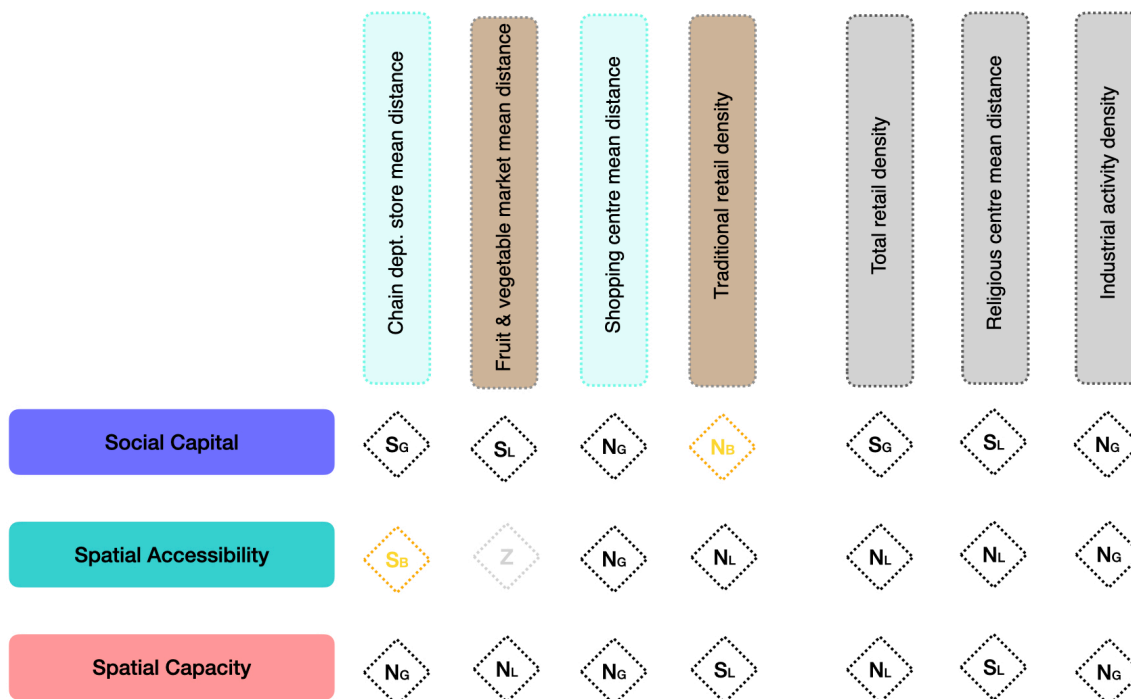 Chain dept. store mean distance
Fruit & vegetable market mean distance
Shopping centre mean distance
Traditional retail density
Total retail density
Religious centre mean distance
Industrial activity density
Social Capital SG SL NG NB SG SL NG
Spatial Accessibility SB Z NG NL NL NL NG
Spatial Capacity NG NL NG SL NL SL NG